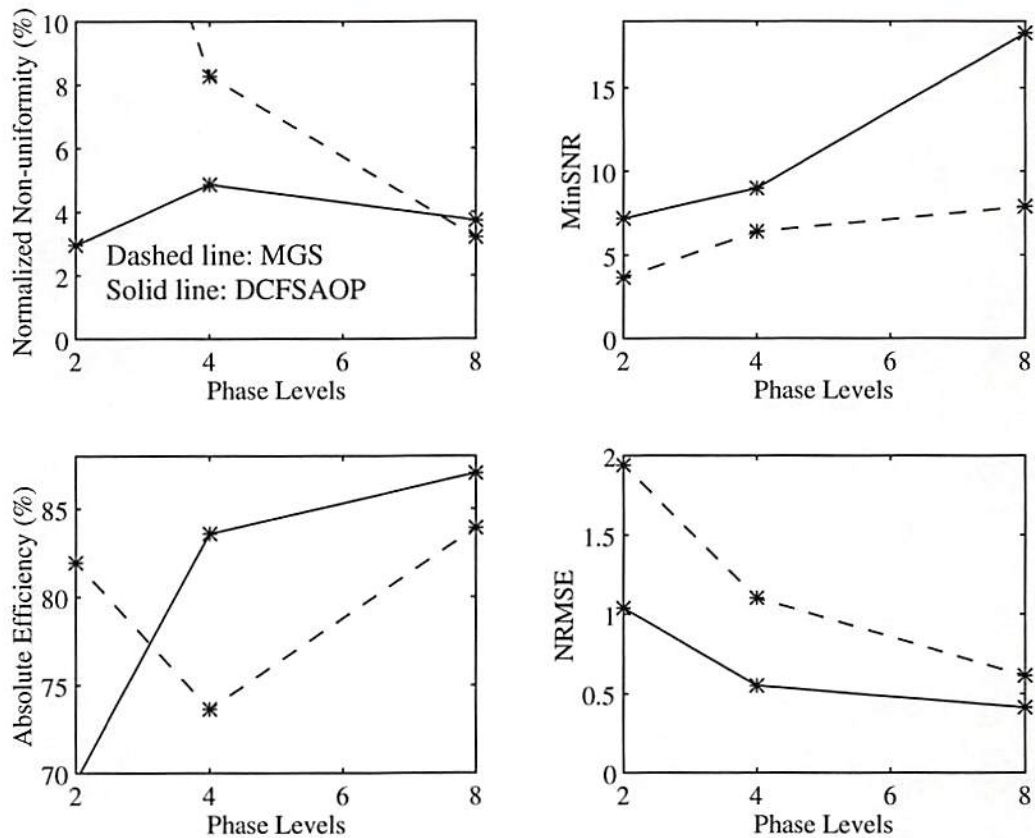 Normalized Non-uniformity (%)
10
8
6
4
2
0
Dashed line: MGS
Solid line: DCFSAOP
2 4 6 8
Phase Levels
MinSNR
15
10
5
0
2 4 6 8
Phase Levels
Absolute Efficiency (%)
85
80
75
70
2 4 6 8
Phase Levels
NRMSE
2
1.5
1
0.5
0
2 4 6 8
Phase Levels